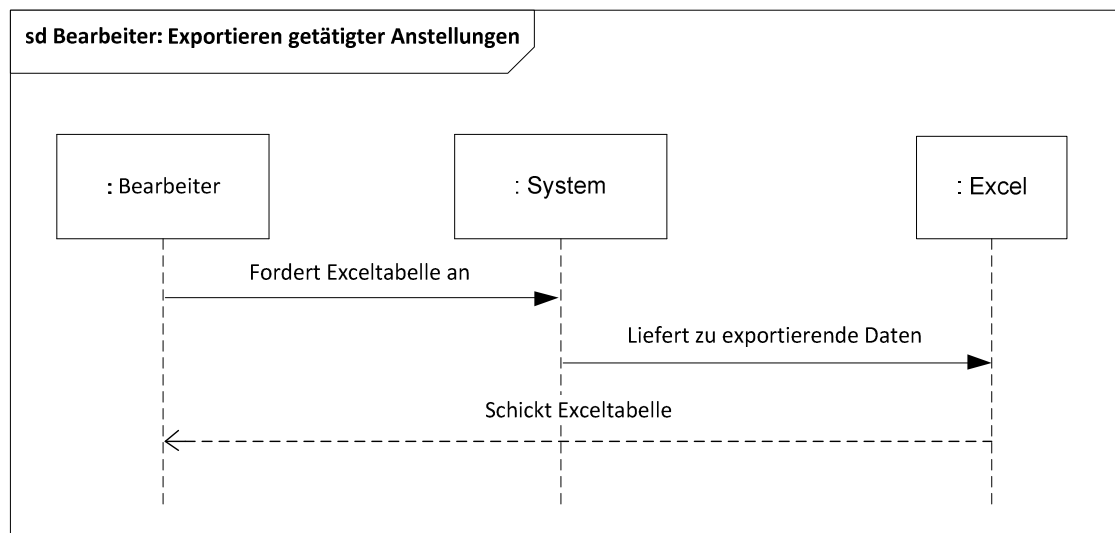 sd Bearbeiter: Exportieren getätigter Anstellungen
: Bearbeiter
: System
: Excel
Fordert Exceltabelle an
Liefert zu exportierende Daten
Schickt Exceltabelle